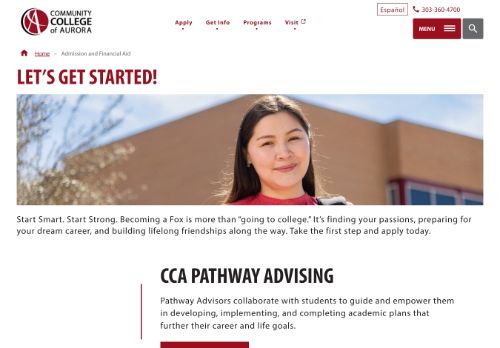 COMMUNITY
COLLEGE
of AURORA
Español
303-360-4700
Apply
Get Info
Programs
Visit
MENU
Home
Admission and Financial Aid
LET'S GET STARTED!
Start Smart. Start Strong. Becoming a Fox is more than "going to college." It's finding your passions, preparing for
your dream career, and building lifelong friendships along the way. Take the first step and apply today.
CCA PATHWAY ADVISING
Pathway Advisors collaborate with students to guide and empower them
in developing, implementing, and completing academic plans that
further their career and life goals.